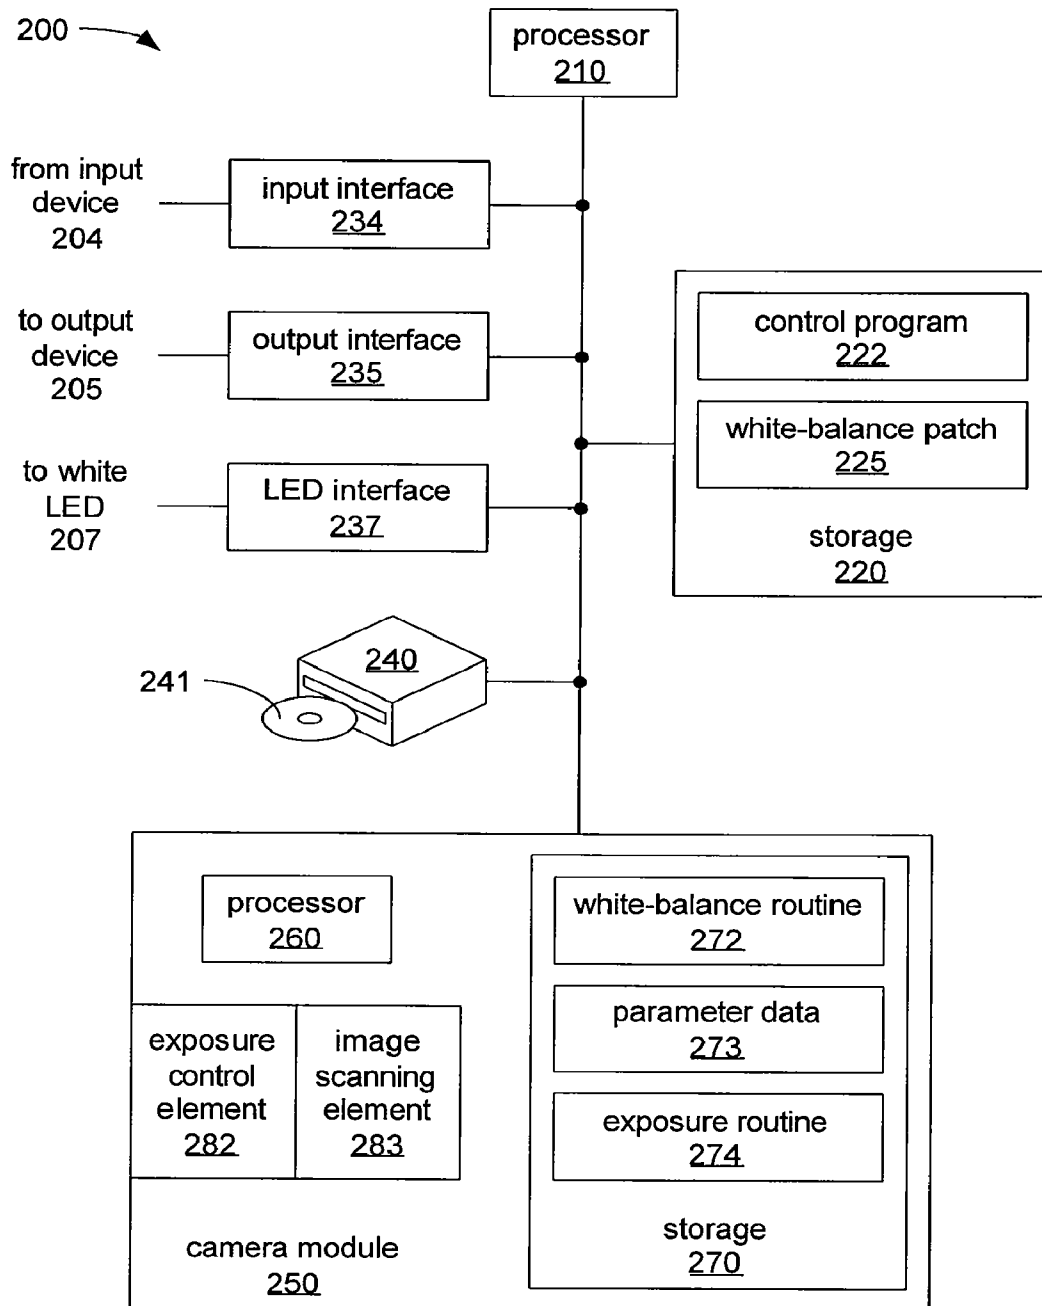 200
processor
210
from input
device
204
input interface
234
to output
device
205
output interface
235
to white
LED
207
LED interface
237
control program
222
white-balance patch
225
storage
220
240
241
processor
260
exposure
control
element
282
image
scanning
element
283
camera module
250
white-balance routine
272
parameter data
273
exposure routine
274
storage
270